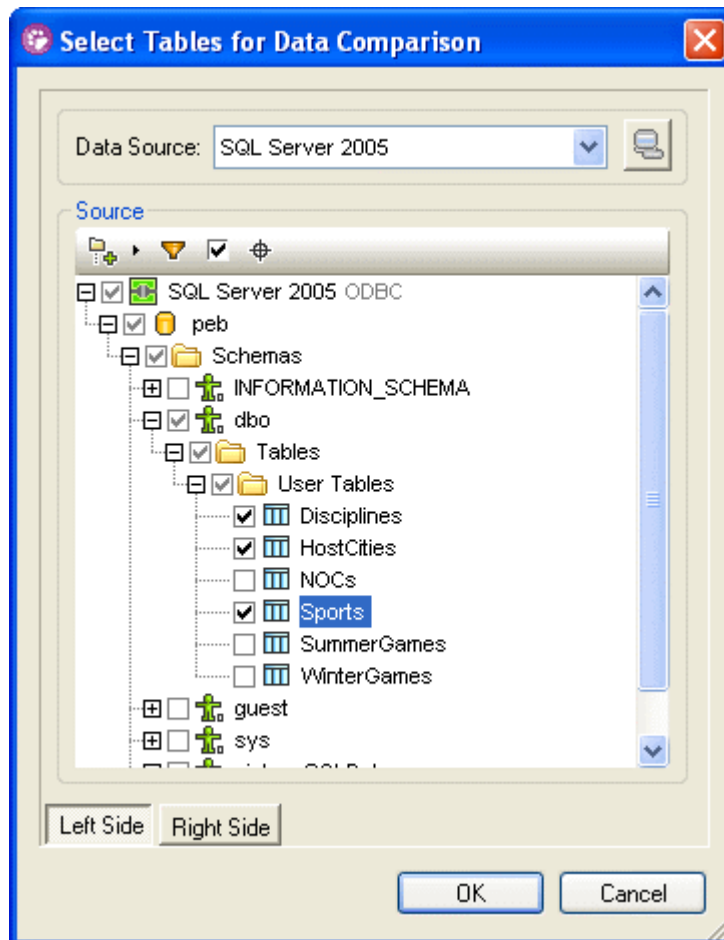 Select Tables for Data Comparison
Data Source: SQL Server 2005
Source
SQL Server 2005 ODBC
peb
Schemas
INFORMATION_SCHEMA
dbo
Tables
User Tables
Disciplines
HostCities
NOCs
Sports
SummerGames
WinterGames
guest
sys
Left Side Right Side
OK Cancel